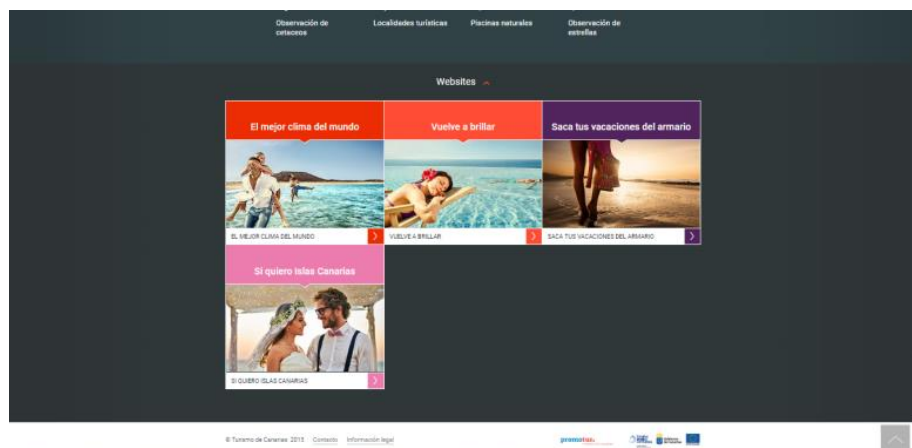 Observación de
cetaceos
Localidades turísticas
Piscinas naturales
Observación de
estrellas
Websites
El mejor clima del mundo
Vuelve a brillar
Saca tus vacaciones del armario
EL MEJOR CLIMA DEL MUNDO
VUELVE A BRILLAR
SACA TUS VACACIONES DEL ARMARIO
Sí quiero Islas Canarias
SI QUIERO ISLAS CANARIAS
© Turismo de Canarias 2015
Contacto
Información legal
promotur